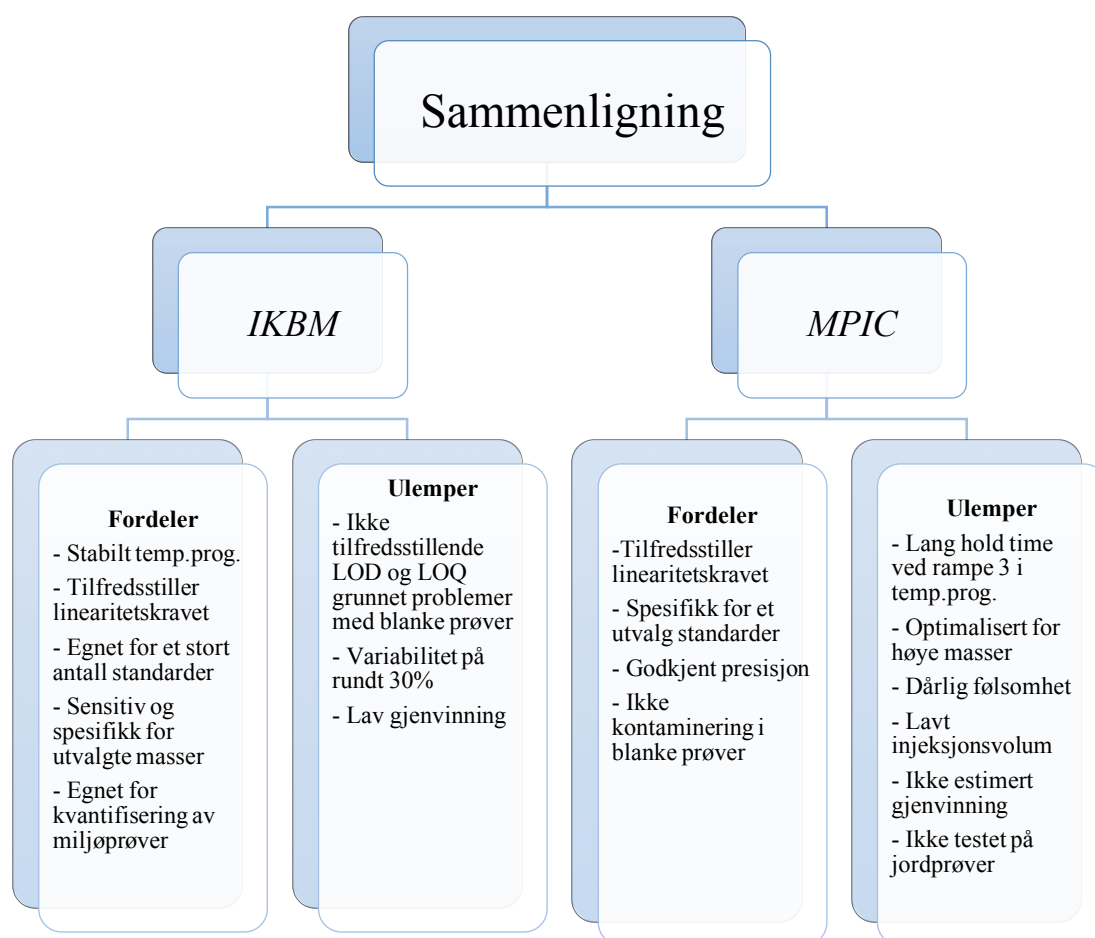 Sammenligning
IKBM
MPIC
Fordeler
- Stabilt temp.prog.
- Tilfredsstiller
linearitetskravet
- Egnet for et stort
antall standarder
- Sensitiv og
spesifikk for
utvalgte masser
- Egnet for
kvantifisering av
miljøprøver
Ulemper
- Ikke
tilfredsstillende
LOD og LOQ
grunnet problemer
med blanke prøver
- Variabilitet på
rundt 30%
- Lav gjenvinning
Fordeler
-Tilfredsstiller
linearitetskravet
- Spesifikk for et
utvalg standarder
- Godkjent presisjon
- Ikke
kontaminering i
blanke prøver
Ulemper
- Lang hold time
ved rampe 3 i
temp.prog.
- Optimalisert for
høye masser
- Dårlig følsomhet
- Lavt
injeksjonsvolum
- Ikke estimert
gjenvinning
- Ikke testet på
jordprøver